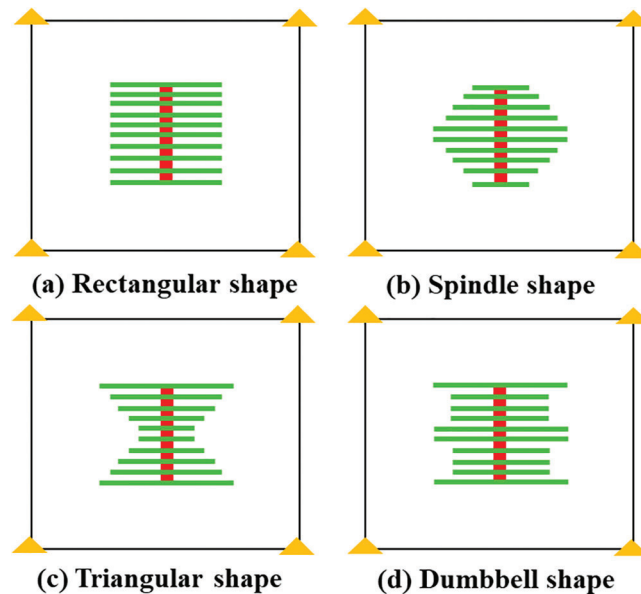 (a) Rectangular shape
(b) Spindle shape
(c) Triangular shape
(d) Dumbbell shape